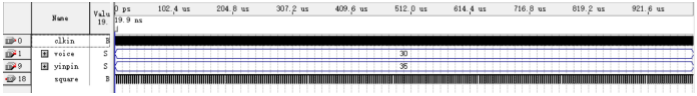 Name Valu 19. 0 ps 102.4 us 204.8 us 307.2 us 409.6 us 512.0 us 614.4 us 716.8 us 819.2 us 921.6 us
19.9 ns
0 clkin
1 voice S 30
9 yinpin S 35
18 square